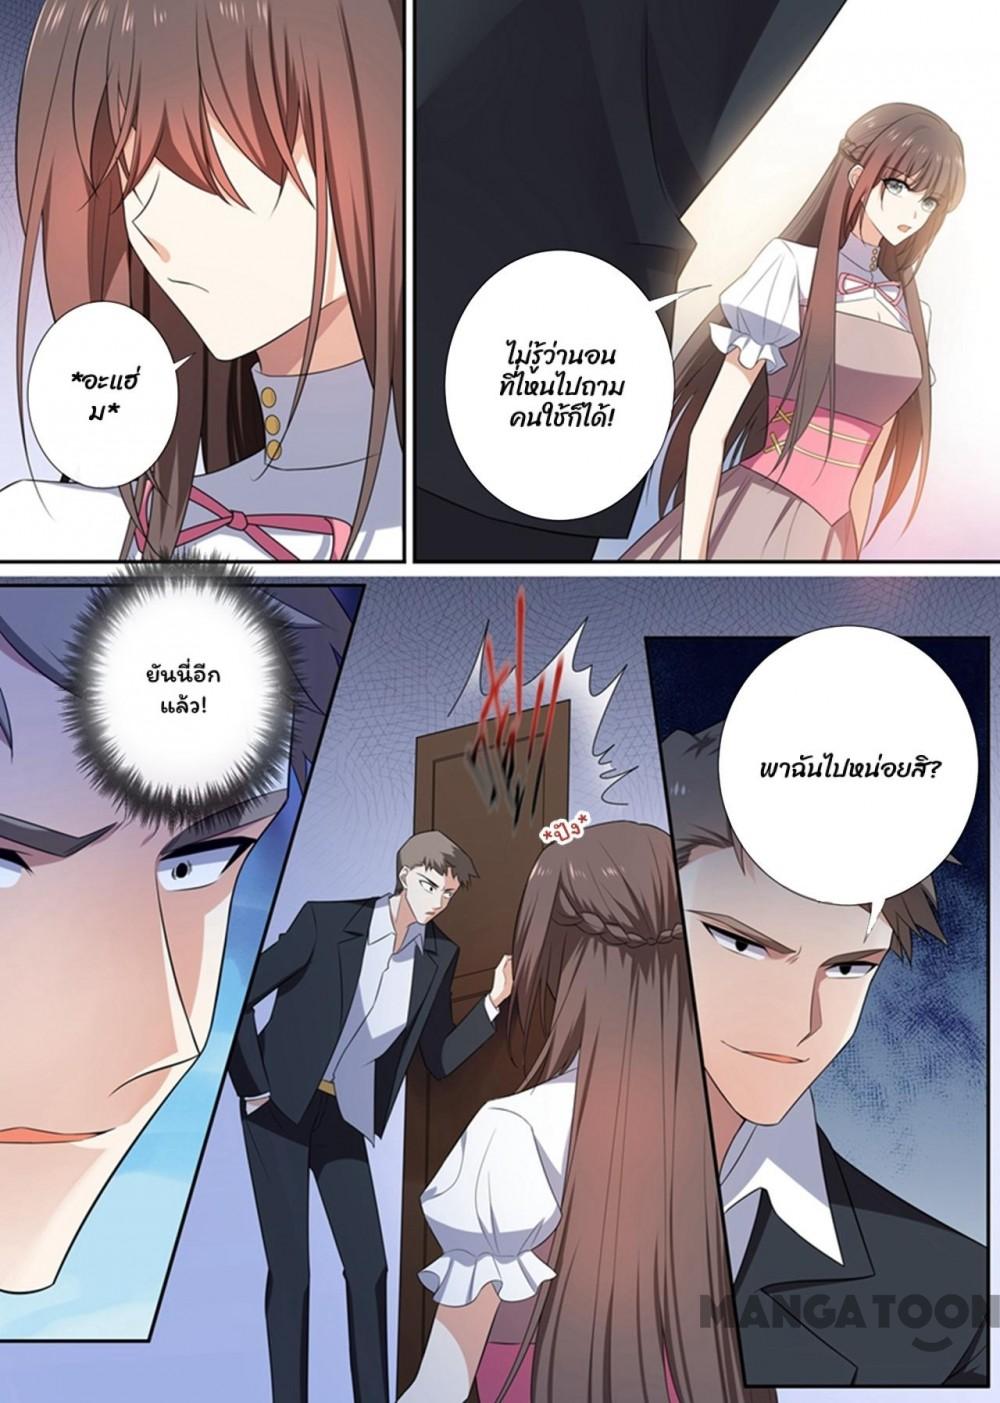 *อะแฮ่
ม*
ไม่รู้ว่านอน
ที่ไหนไปถาม
คนใช้ก็ได้!
ยันนี่อีก
แล้ว!
*ปัง*
พาฉันไปหน่อยสิ?
MANGATOON